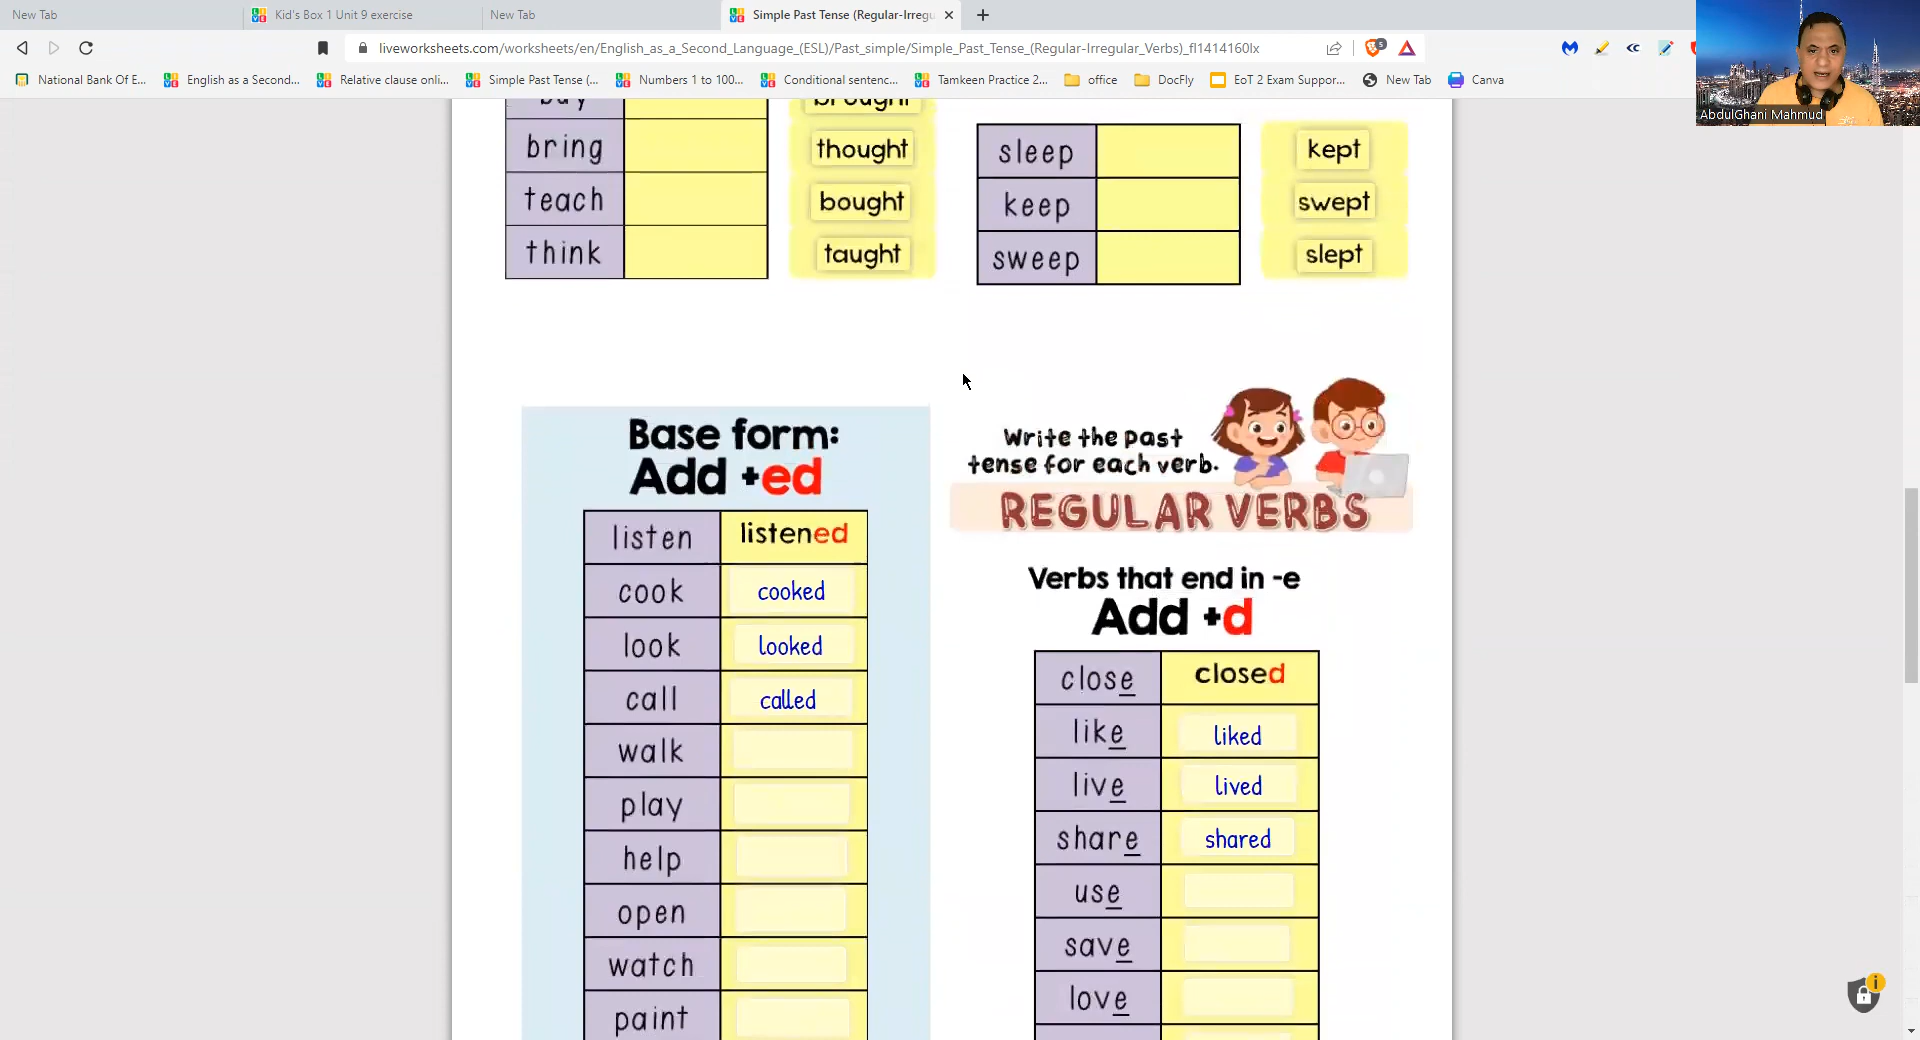 New Tab
Kid's Box 1 Unit 9 exercise
New Tab
Simple Past Tense (Regular-Irregu
liveworksheets.com/worksheets/en/English_as_a_Second_Language_(ESL)/Past_simple/Simple_Past_Tense_(Regular-Irregular_Verbs)_fl1414160lx
National Bank Of E...
English as a Second...
Relative clause onli...
Simple Past Tense (...
Numbers 1 to 100...
Conditional sentenc...
Tamkeen Practice 2...
office
DocFly
EoT 2 Exam Suppor...
New Tab
Canva
AbdulGhani Mahmud
buy
brought
bring
thought
teach
bought
think
taught
sleep
kept
keep
swept
sweep
slept
Base form:
Add +ed
listen listened
cook cooked
look looked
call called
walk
play
help
open
watch
paint
Write the past
tense for each verb.
REGULAR VERBS
Verbs that end in -e
Add +d
close closed
like liked
live lived
share shared
use
save
love